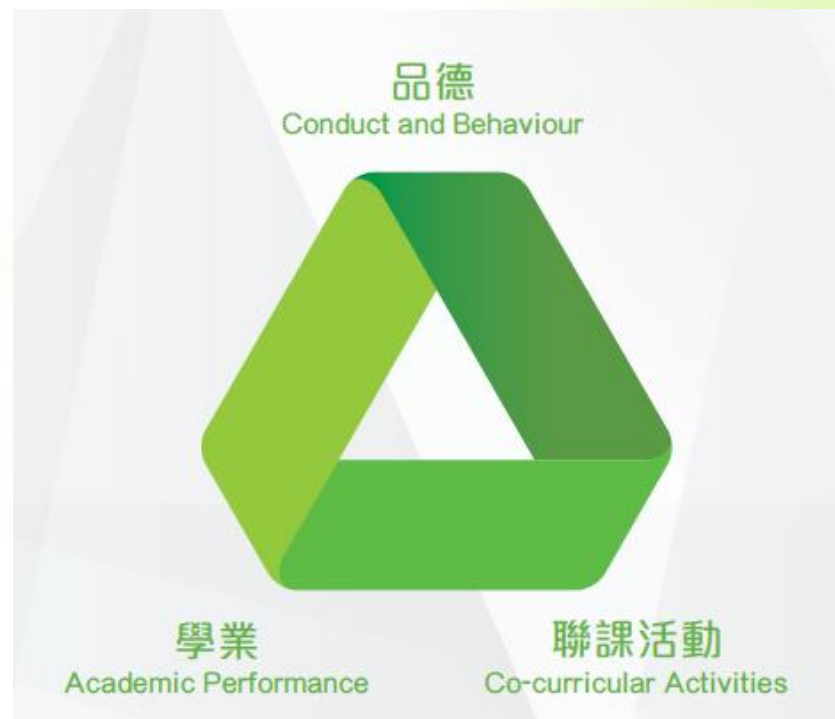 品德
Conduct and Behaviour
學業
Academic Performance
聯課活動
Co-curricular Activities